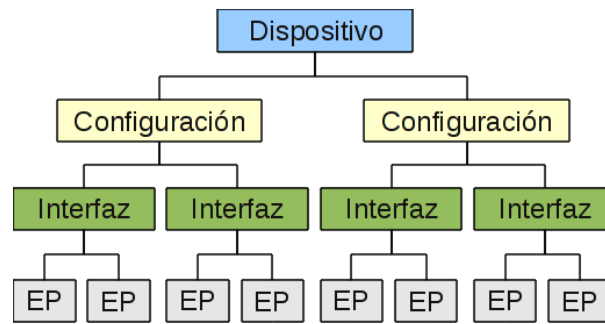 Dispositivo
Configuración Configuración
Interfaz Interfaz Interfaz Interfaz
EP EP EP EP EP EP EP EP